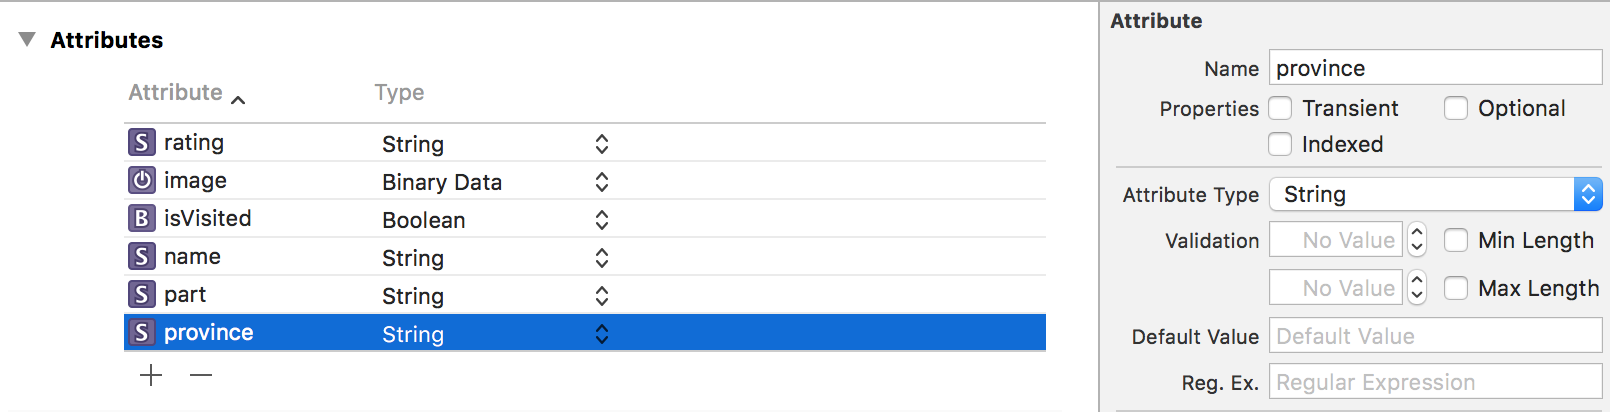 Attributes
Attribute Type
S rating String
image Binary Data
B isVisited Boolean
S name String
S part String
S province String
Attribute
Name province
Properties Transient Optional
Indexed
Attribute Type String
Validation No Value Min Length
No Value Max Length
Default Value Default Value
Reg. Ex. Regular Expression